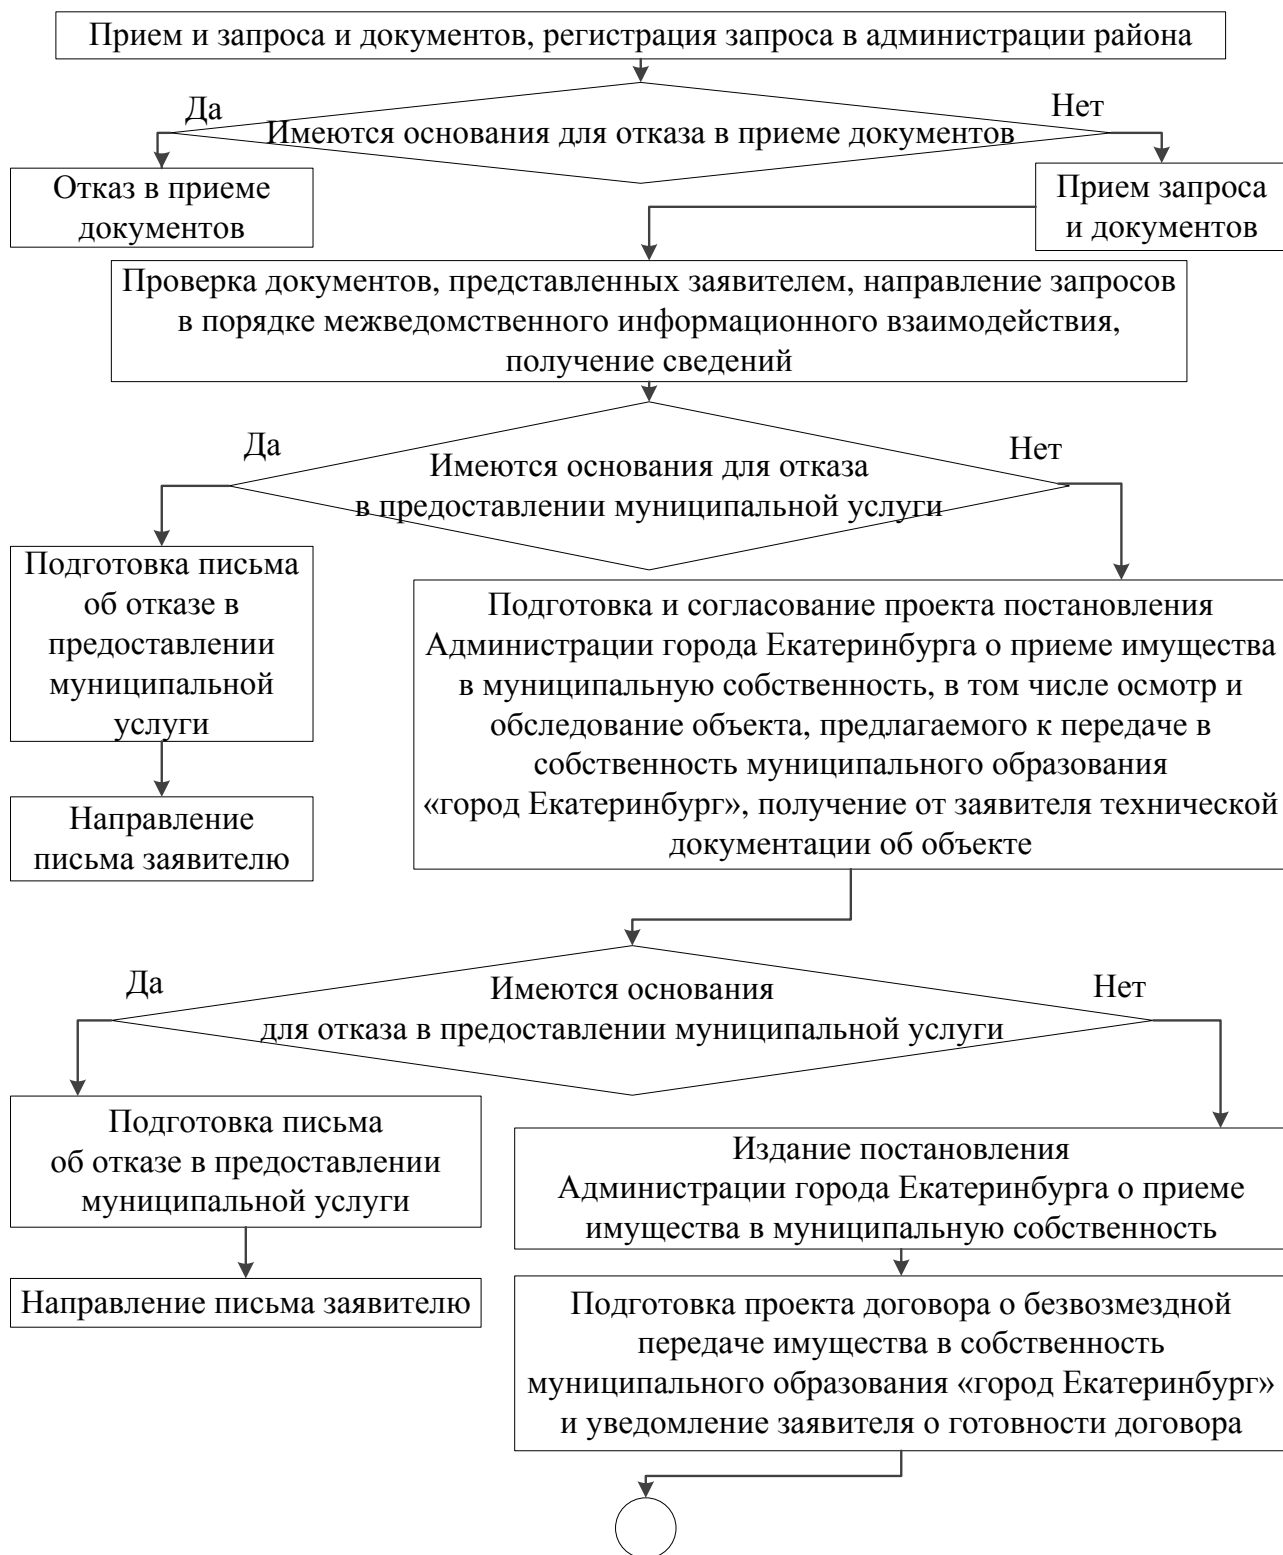 Прием и запроса и документов, регистрация запроса в администрации района
Да
Нет
Имеются основания для отказа в приеме документов
Отказ в приеме
документов
Прием запроса
и документов
Проверка документов, представленных заявителем, направление запросов
в порядке межведомственного информационного взаимодействия,
получение сведений
Да
Нет
Имеются основания для отказа
в предоставлении муниципальной услуги
Подготовка письма
об отказе в
предоставлении
муниципальной
услуги
Направление
письма заявителю
Подготовка и согласование проекта постановления
Администрации города Екатеринбурга о приеме имущества
в муниципальную собственность, в том числе осмотр и
обследование объекта, предлагаемого к передаче в
собственность муниципального образования
«город Екатеринбург», получение от заявителя технической
документации об объекте
Да
Нет
Имеются основания
для отказа в предоставлении муниципальной услуги
Подготовка письма
об отказе в предоставлении
муниципальной услуги
Направление письма заявителю
Издание постановления
Администрации города Екатеринбурга о приеме
имущества в муниципальную собственность
Подготовка проекта договора о безвозмездной
передаче имущества в собственность
муниципального образования «город Екатеринбург»
и уведомление заявителя о готовности договора